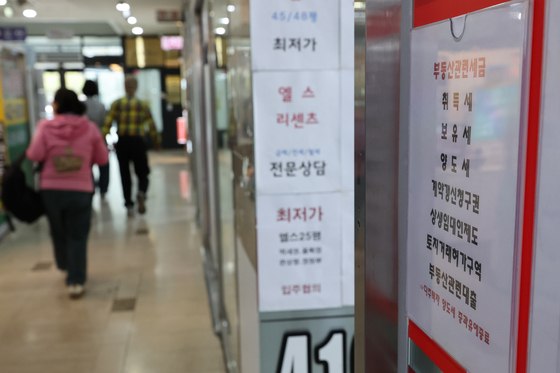 45/46평
최저가
엘스
리센츠
전문상담
최저가
엘스25평
입주협의
41
부동산관련세금
취득세
보유세
양도세
계약갱신청구권
상생임대인제도
토지거래허가구역
부동산관련대출